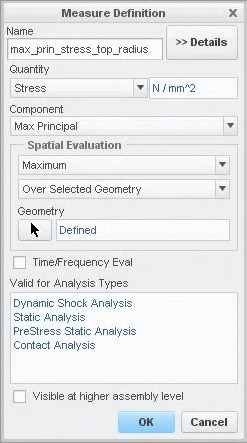 Measure Definition
Name
max_prin_stress_top_radius
>> Details
Quantity
Stress
N / mm^2
Component
Max Principal
Spatial Evaluation
Maximum
Over Selected Geometry
Geometry
Defined
Time/Frequency Eval
Valid for Analysis Types
Dynamic Shock Analysis
Static Analysis
PreStress Static Analysis
Contact Analysis
Visible at higher assembly level
OK
Cancel